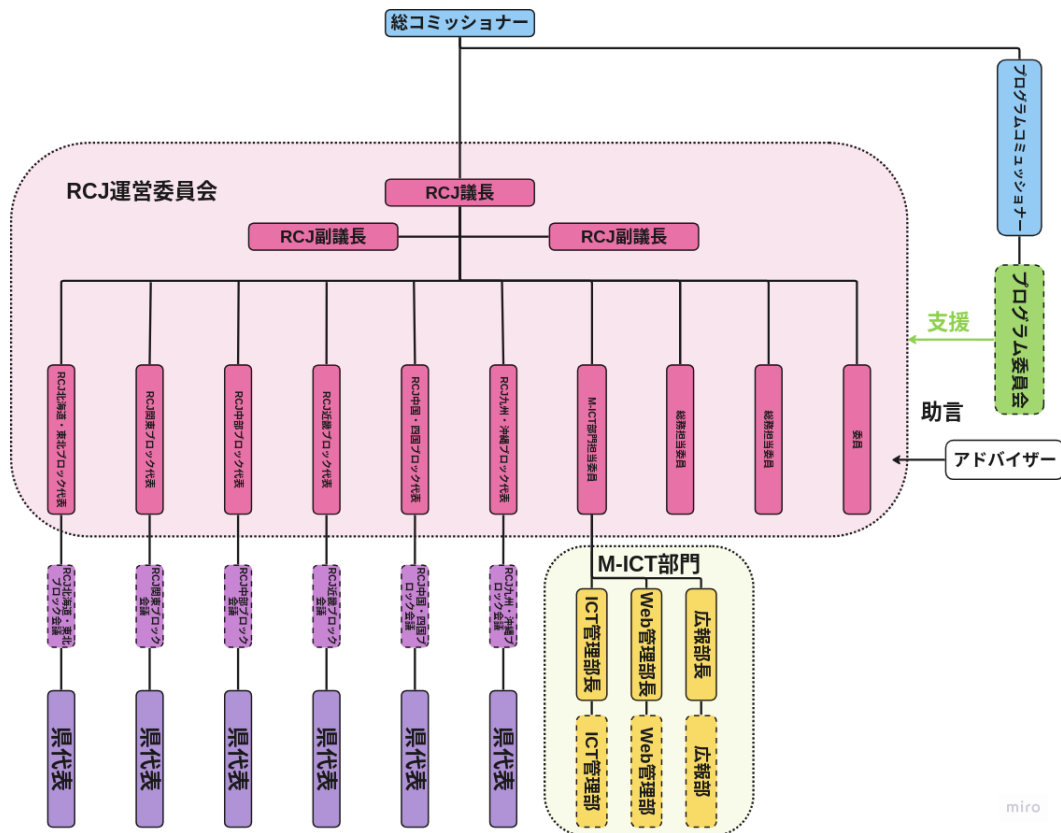 総コミッショナー
プログラムコミュッショナー
RCJ運営委員会
RCJ議長
RCJ副議長
RCJ副議長
プログラム委員会
支援
助言
アドバイザー
RCJ北海道・東北ブロック代表
RCJ関東ブロック代表
RCJ中部ブロック代表
RCJ近畿ブロック代表
RCJ中国・四国ブロック代表
RCJ九州・沖縄ブロック代表
M-ICT部門担当委員
総務担当委員
総務担当委員
委員
RCJ北海道・東北
ブロック会議
RCJ関東ブロック
会議
RCJ中部ブロック
会議
RCJ近畿ブロック
会議
RCJ中国・四国ブ
ロック会議
RCJ九州・沖縄ブ
ロック会議
M-ICT部門
ICT管理部長
Web管理部長
広報部長
県代表
県代表
県代表
県代表
県代表
県代表
ICT管理部
Web管理部
広報部
miro